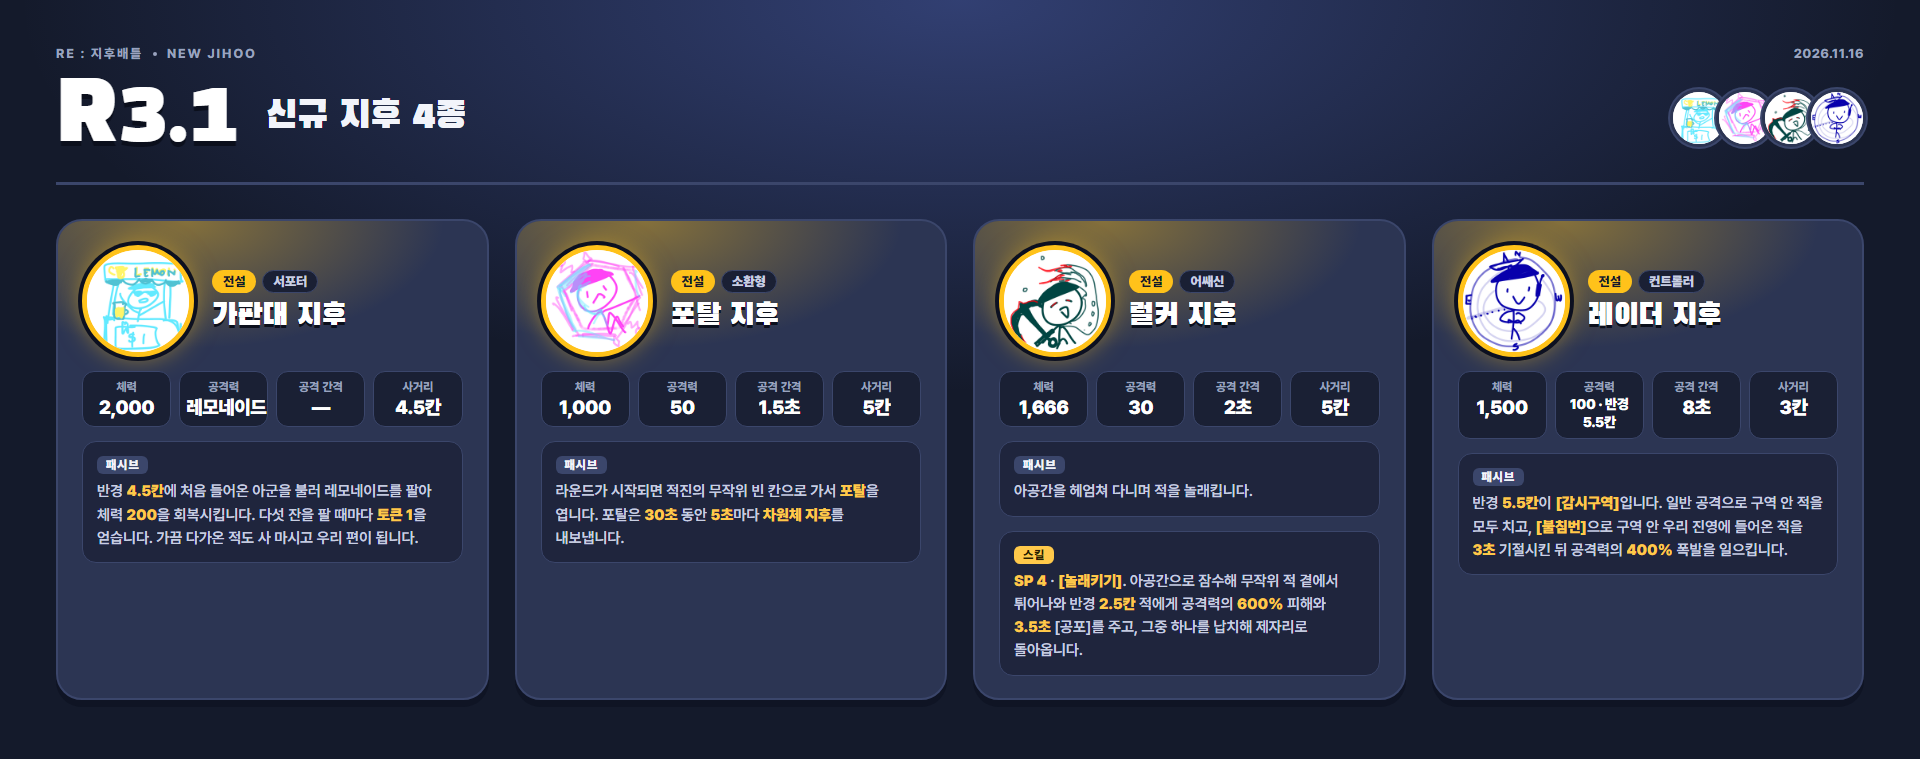 RE : 지후배틀 • NEW JIHOO
2026.11.16
R3.1 신규 지후 4종
LEMON
$1
전설 서포터
가판대 지후
체력
2,000
공격력
레모네이드
공격 간격
—
사거리
4.5칸
패시브
반경 4.5칸에 처음 들어온 아군을 불러 레모네이드를 팔아
체력 200을 회복시킵니다. 다섯 잔을 팔 때마다 토큰 1을
얻습니다. 가끔 다가온 적도 사 마시고 우리 편이 됩니다.
전설 소환형
포탈 지후
체력
1,000
공격력
50
공격 간격
1.5초
사거리
5칸
패시브
라운드가 시작되면 적진의 무작위 빈 칸으로 가서 포탈을
엽니다. 포탈은 30초 동안 5초마다 차원체 지후를
내보냅니다.
전설 어쌔신
럴커 지후
체력
1,666
공격력
30
공격 간격
2초
사거리
5칸
패시브
아공간을 헤엄쳐 다니며 적을 놀래킵니다.
스킬
SP 4 · [놀래키기]. 아공간으로 잠수해 무작위 적 곁에서
튀어나와 반경 2.5칸 적에게 공격력의 600% 피해와
3.5초 [공포]를 주고, 그중 하나를 납치해 제자리로
돌아옵니다.
N
E
W
S
전설 컨트롤러
레이더 지후
체력
1,500
공격력
100 · 반경
5.5칸
공격 간격
8초
사거리
3칸
패시브
반경 5.5칸이 [감시구역]입니다. 일반 공격으로 구역 안 적을
모두 치고, [불침번]으로 구역 안 우리 진영에 들어온 적을
3초 기절시킨 뒤 공격력의 400% 폭발을 일으킵니다.